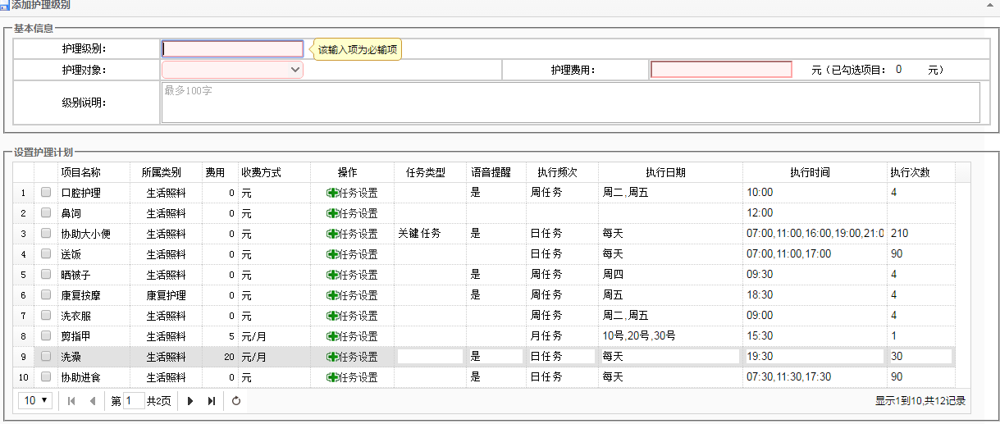 添加护理级别
基本信息
护理级别： 该输入项为必输项
护理对象： 护理费用： 元（已勾选项目： 0 元）
级别说明： 最多100字
设置护理计划
项目名称 所属类别 费用 收费方式 操作 任务类型 语音提醒 执行频次 执行日期 执行时间 执行次数
1 口腔护理 生活照料 0 元 任务设置 是 周任务 周二,周五 10:00 4
2 鼻饲 生活照料 0 元 任务设置 12:00
3 协助大小便 生活照料 0 元 任务设置 关键任务 是 日任务 每天 07:00,11:00,16:00,19:00,21:0 210
4 送饭 生活照料 0 元 任务设置 日任务 每天 07:00,11:00,17:00 90
5 晒被子 生活照料 0 元 任务设置 是 周任务 周四 09:30 4
6 康复按摩 康复护理 0 元 任务设置 是 周任务 周五 18:30 4
7 洗衣服 生活照料 0 元 任务设置 周任务 周二,周五 09:00 4
8 剪指甲 生活照料 5 元/月 任务设置 月任务 10号,20号,30号 15:30 1
9 洗澡 生活照料 20 元/月 任务设置 是 日任务 每天 19:30 30
10 协助进食 生活照料 0 元 任务设置 是 日任务 每天 07:30,11:30,17:30 90
10 第 1 共2页 显示1到10,共12记录